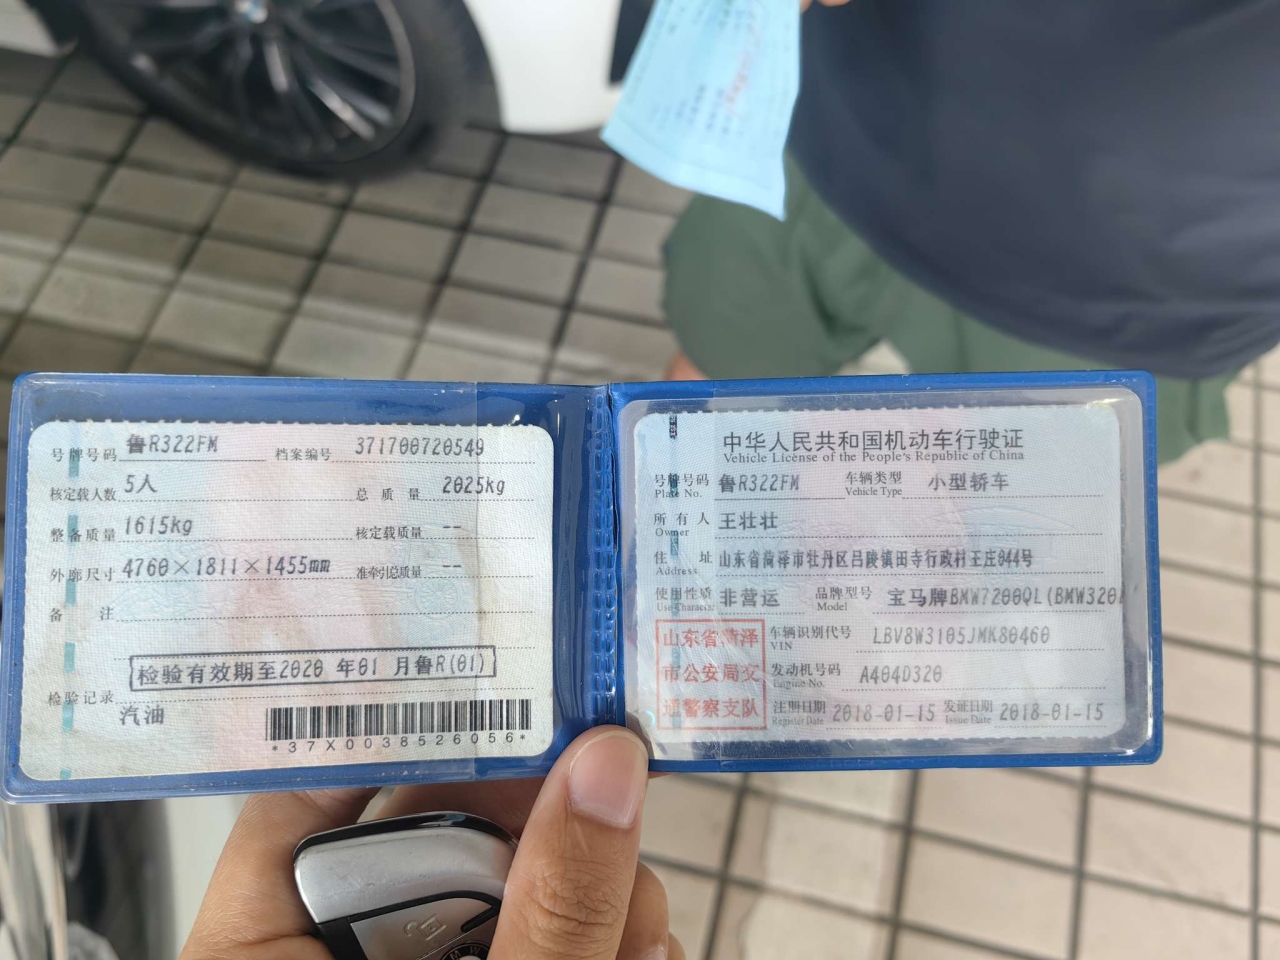 号牌号码 鲁R322FM 档案编号 371700720549
核定载人数 5人 总质量 2025kg
整备质量 1615kg 核定载质量 --
外廓尺寸 4760×1811×1455mm 准牵引总质量 --
备注
检验有效期至2020 年01 月鲁R(01)
检验记录
汽油
*37X0038526056*
中华人民共和国机动车行驶证
Vehicle License of the People's Republic of China
号牌号码 鲁R322FM 车辆类型 小型轿车
Plate No. Vehicle Type
所有人 王壮壮
Owner
住址 山东省菏泽市牡丹区吕陵镇田寺行政村王庄044号
Address
使用性质 非营运 品牌型号 宝马牌BMW7200QL(BMW320
Use Character Model
山东省菏泽
市公安局交
通警察支队
车辆识别代号 LBV8W3105JMK80460
VIN
发动机号码 A404D320
Engine No.
注册日期 2018-01-15 发证日期 2018-01-15
Register Date Issue Date